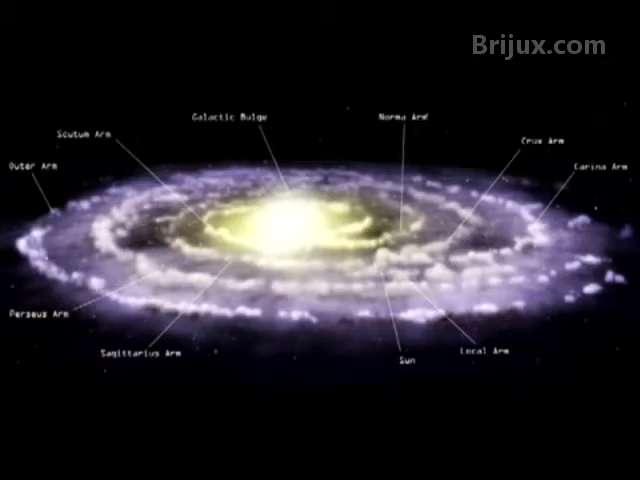 Brijux.com
Galactic Bulge
Norma Arm
Scutum Arm
Crux Arm
Outer Arm
Carina Arm
Perseus Arm
Sagittarius Arm
Sun
Local Arm